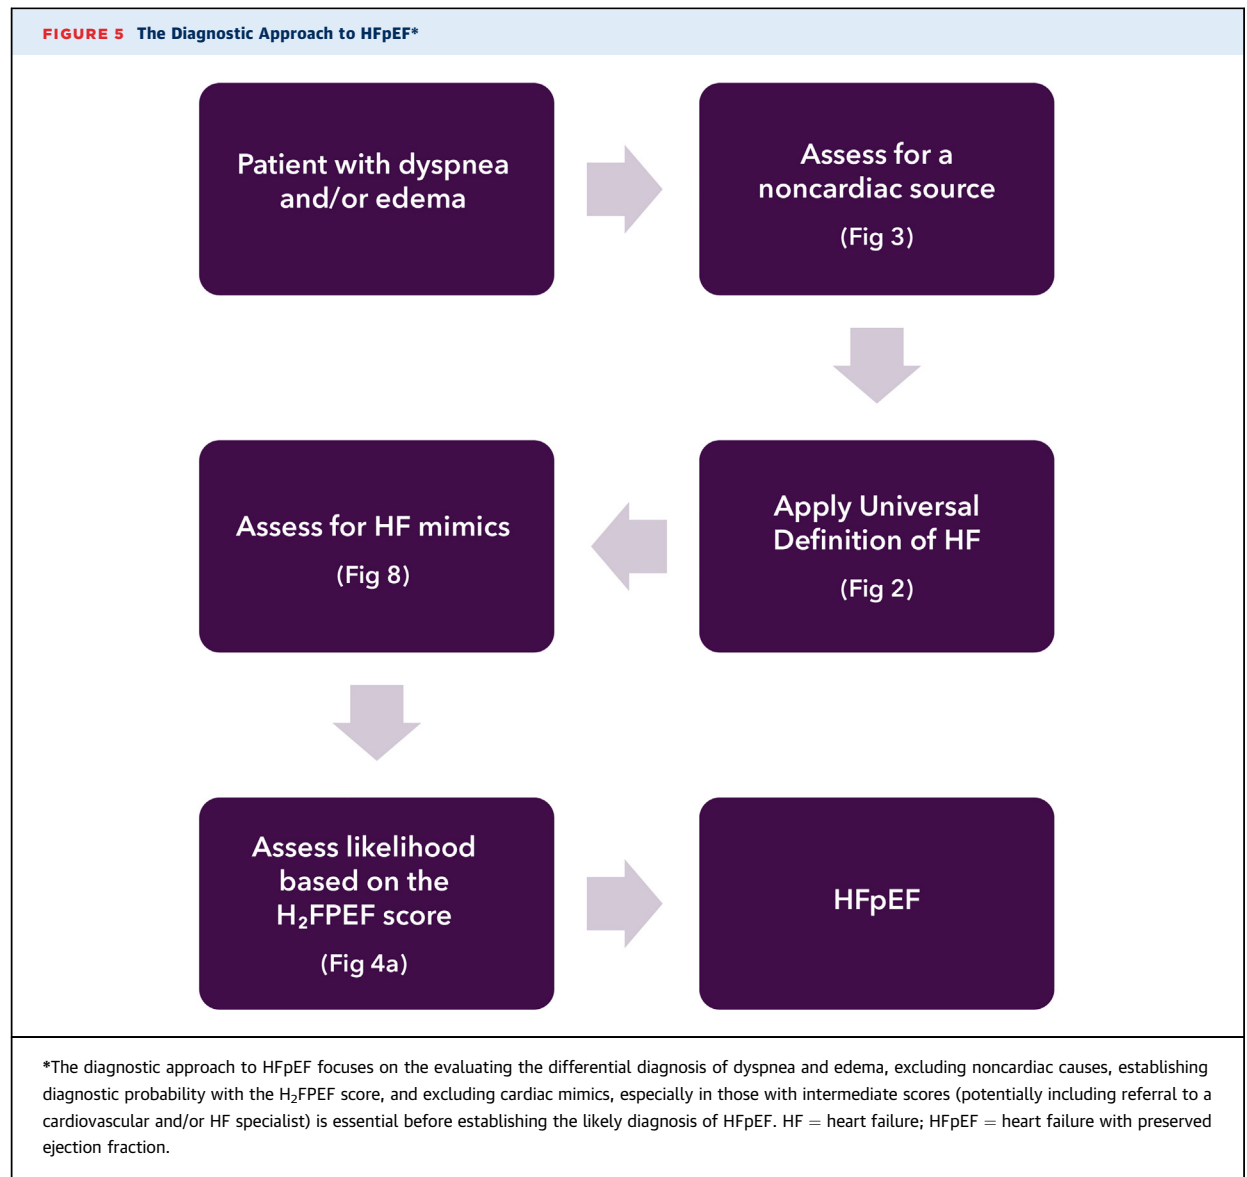 FIGURE 5 The Diagnostic Approach to HFpEF*
Patient with dyspnea
and/or edema
Assess for a
noncardiac source
(Fig 3)
Apply Universal
Definition of HF
(Fig 2)
Assess for HF mimics
(Fig 8)
Assess likelihood
based on the
H₂FPEF score
(Fig 4a)
HFpEF
*The diagnostic approach to HFpEF focuses on the evaluating the differential diagnosis of dyspnea and edema, excluding noncardiac causes, establishing
diagnostic probability with the H₂FPEF score, and excluding cardiac mimics, especially in those with intermediate scores (potentially including referral to a
cardiovascular and/or HF specialist) is essential before establishing the likely diagnosis of HFpEF. HF = heart failure; HFpEF = heart failure with preserved
ejection fraction.